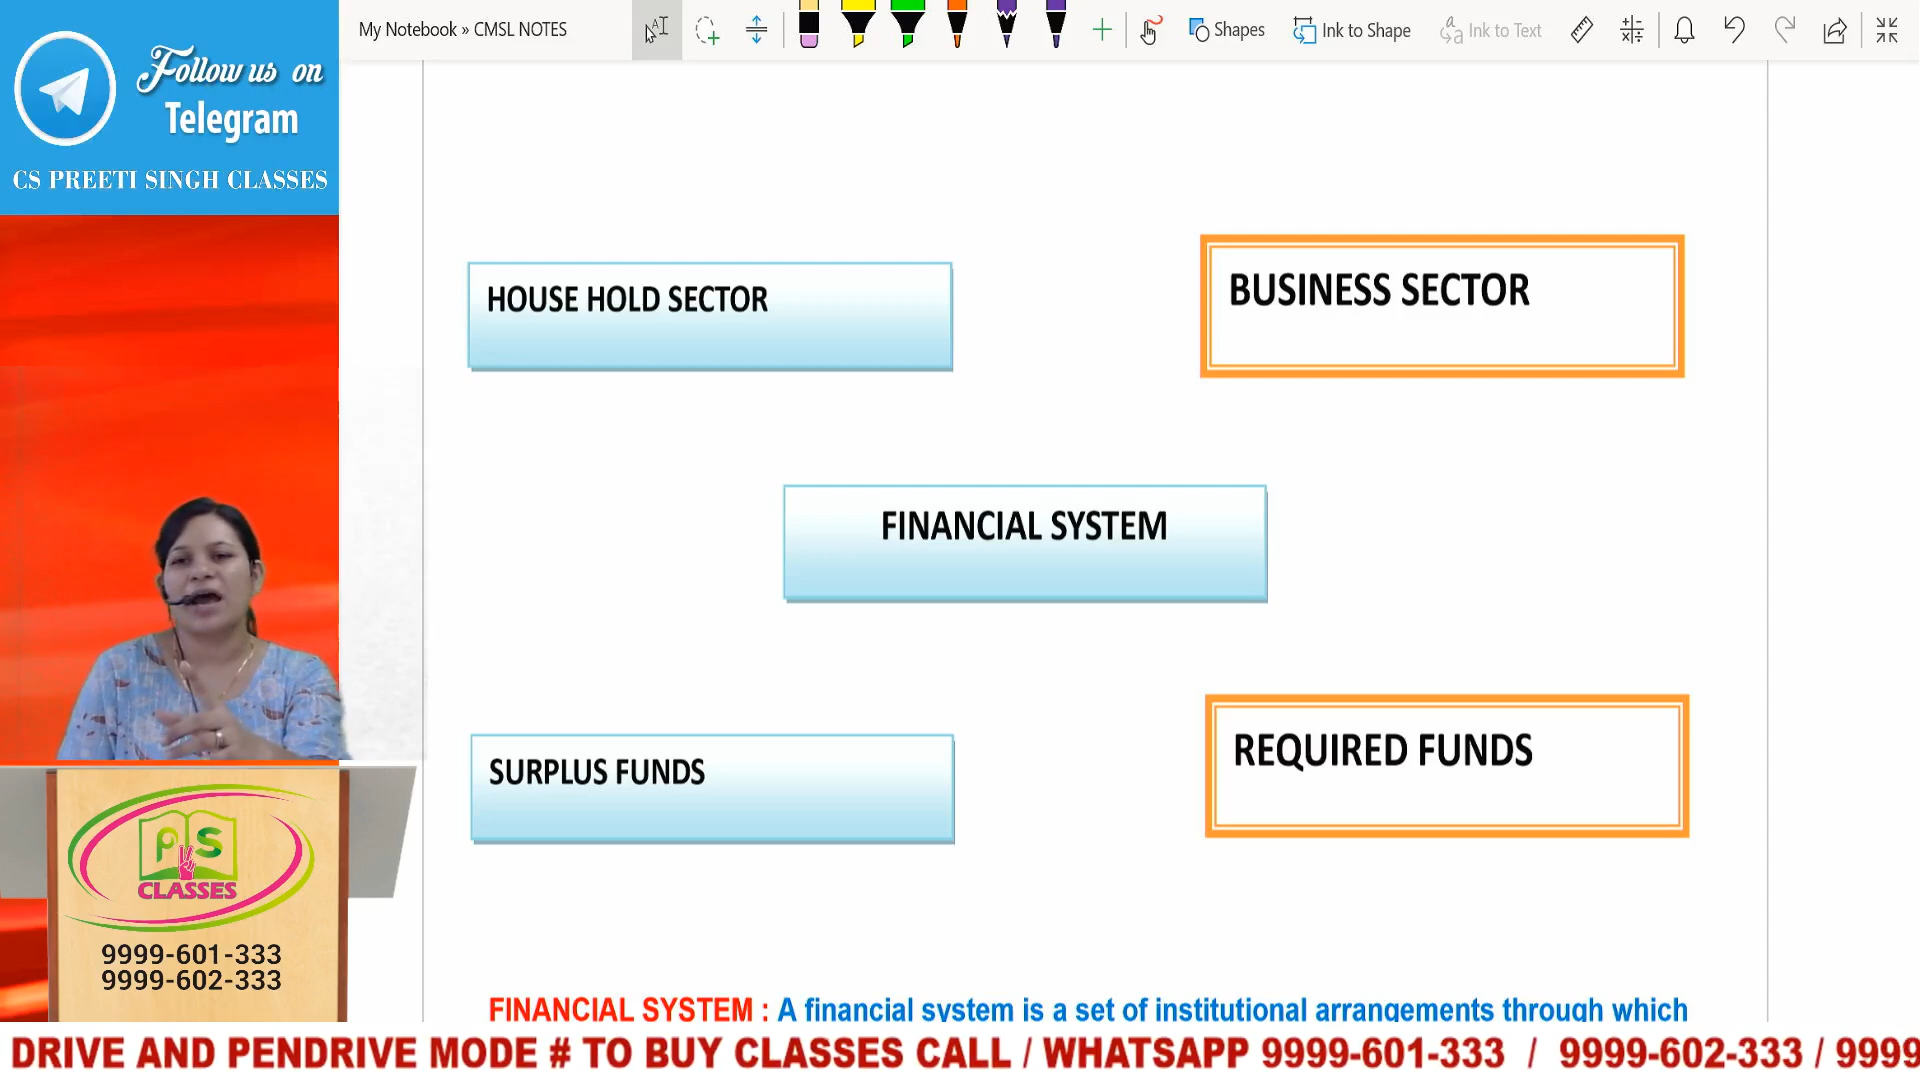 Follow us on
Telegram
CS PREETI SINGH CLASSES
My Notebook » CMSL NOTES
Shapes
Ink to Shape
Ink to Text
HOUSE HOLD SECTOR
BUSINESS SECTOR
FINANCIAL SYSTEM
SURPLUS FUNDS
REQUIRED FUNDS
PS
CLASSES
9999-601-333
9999-602-333
FINANCIAL SYSTEM : A financial system is a set of institutional arrangements through which
DRIVE AND PENDRIVE MODE # TO BUY CLASSES CALL / WHATSAPP 9999-601-333 / 9999-602-333 / 9999